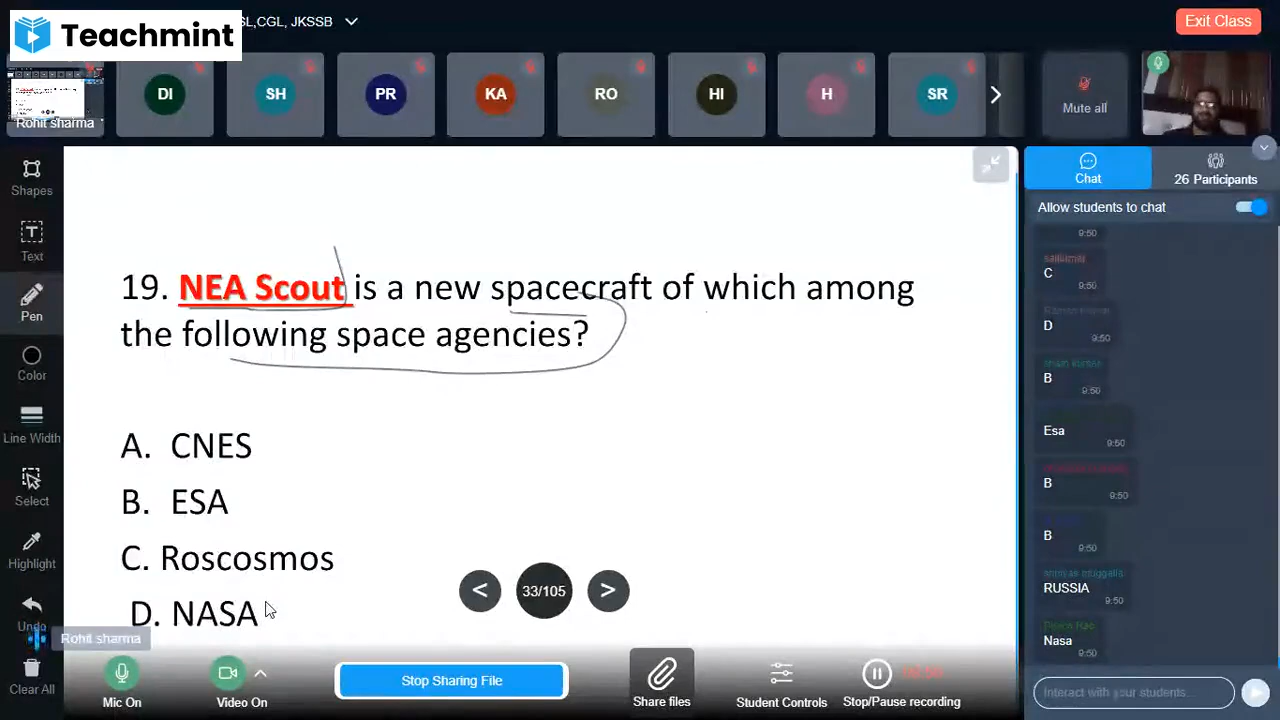 Teachmint
SL,CGL, JKSSB
Exit Class
DI
SH
PR
KA
RO
HI
H
SR
Rohit sharma
Mute all
Chat
26 Participants
Shapes
Text
Pen
Color
Line Width
Select
Highlight
Undo
Clear All
19. NEA Scout is a new spacecraft of which among
the following space agencies?
A. CNES
B. ESA
C. Roscosmos
D. NASA
33/105
Rohit sharma
Allow students to chat
9:50
C
9:50
D
9:50
B
9:50
Esa
9:50
B
9:50
B
9:50
RUSSIA
9:50
Nasa
9:50
Interact with your students...
Mic On
Video On
Stop Sharing File
Share files
Student Controls
Stop/Pause recording